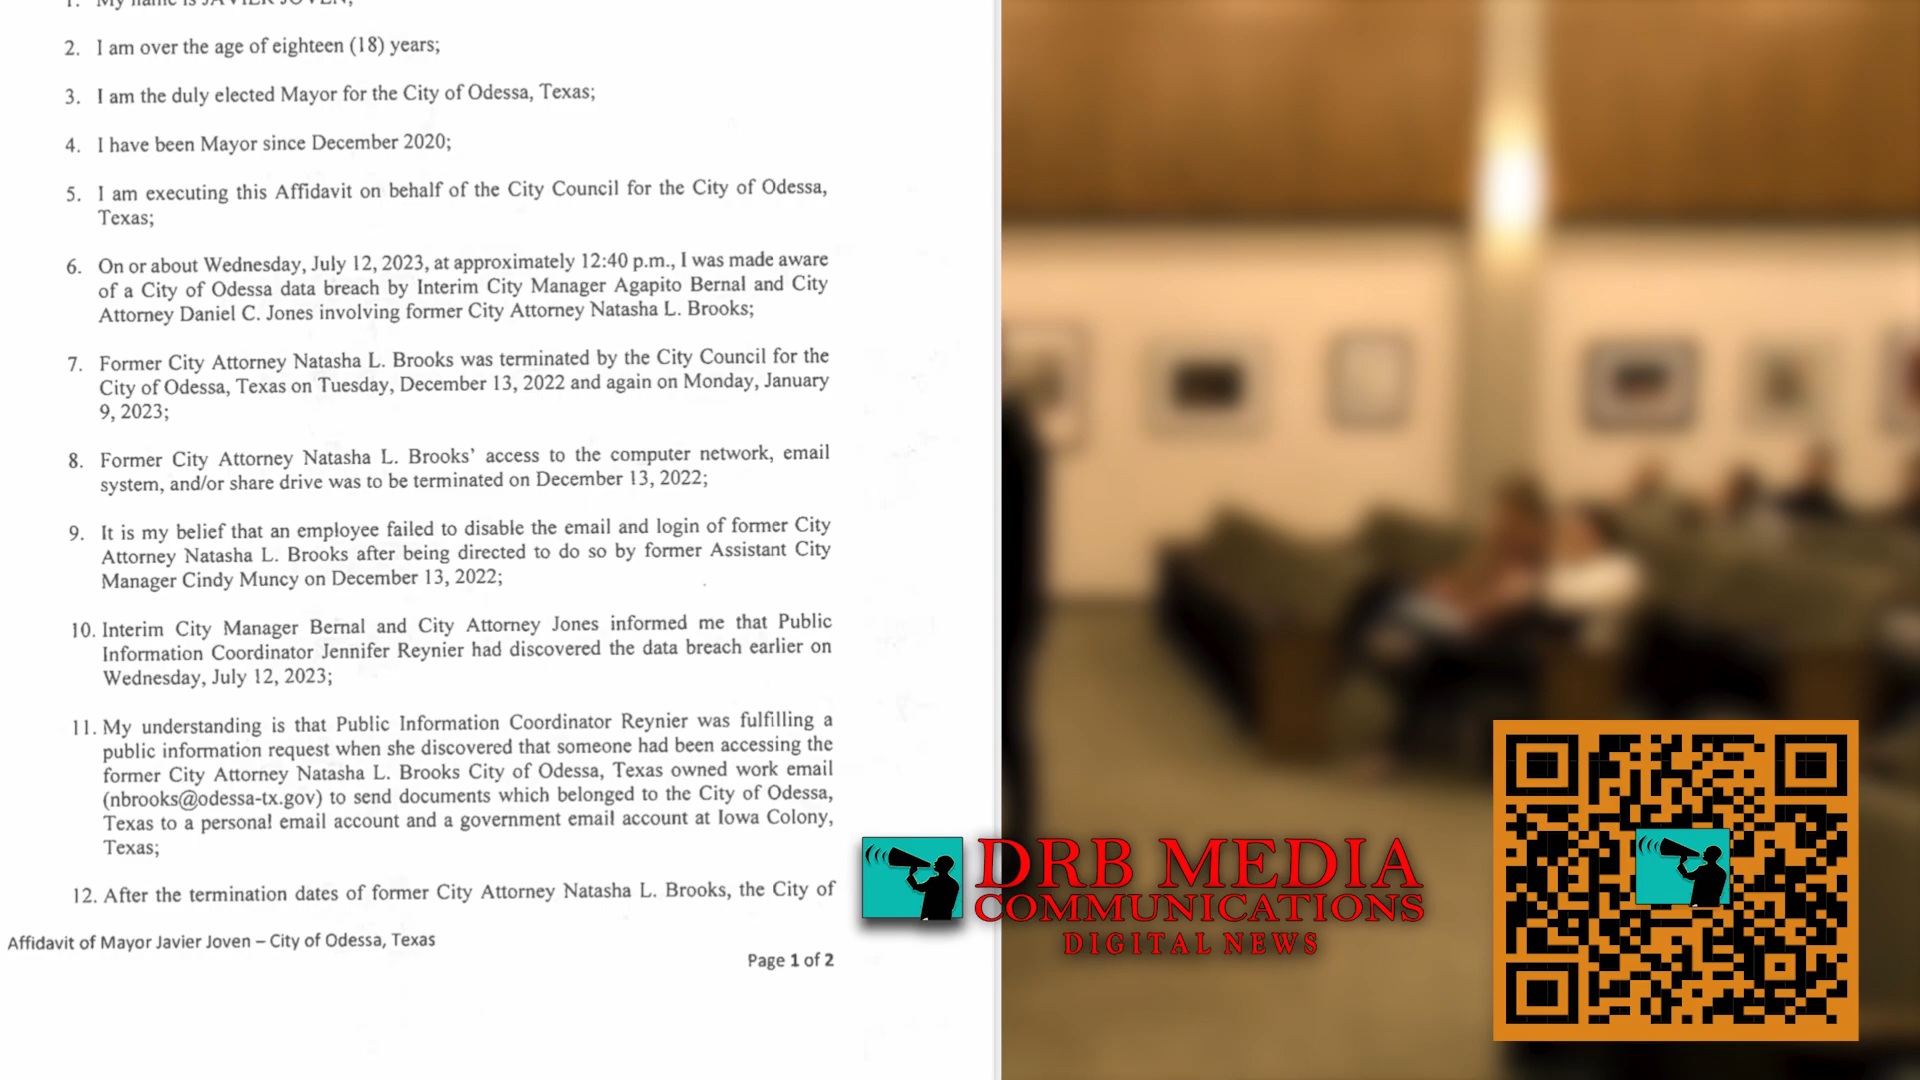 1. My name is JAVIER JOVEN;
2. I am over the age of eighteen (18) years;
3. I am the duly elected Mayor for the City of Odessa, Texas;
4. I have been Mayor since December 2020;
5. I am executing this Affidavit on behalf of the City Council for the City of Odessa,
Texas;
6. On or about Wednesday, July 12, 2023, at approximately 12:40 p.m., I was made aware
of a City of Odessa data breach by Interim City Manager Agapito Bernal and City
Attorney Daniel C. Jones involving former City Attorney Natasha L. Brooks;
7. Former City Attorney Natasha L. Brooks was terminated by the City Council for the
City of Odessa, Texas on Tuesday, December 13, 2022 and again on Monday, January
9, 2023;
8. Former City Attorney Natasha L. Brooks' access to the computer network, email
system, and/or share drive was to be terminated on December 13, 2022;
9. It is my belief that an employee failed to disable the email and login of former City
Attorney Natasha L. Brooks after being directed to do so by former Assistant City
Manager Cindy Muncy on December 13, 2022;
10. Interim City Manager Bernal and City Attorney Jones informed me that Public
Information Coordinator Jennifer Reynier had discovered the data breach earlier on
Wednesday, July 12, 2023;
11. My understanding is that Public Information Coordinator Reynier was fulfilling a
public information request when she discovered that someone had been accessing the
former City Attorney Natasha L. Brooks City of Odessa, Texas owned work email
(nbrooks@odessa-tx.gov) to send documents which belonged to the City of Odessa,
Texas to a personal email account and a government email account at Iowa Colony,
Texas;
12. After the termination dates of former City Attorney Natasha L. Brooks, the City of
Affidavit of Mayor Javier Joven – City of Odessa, Texas
Page 1 of 2
DRB MEDIA
COMMUNICATIONS
DIGITAL NEWS